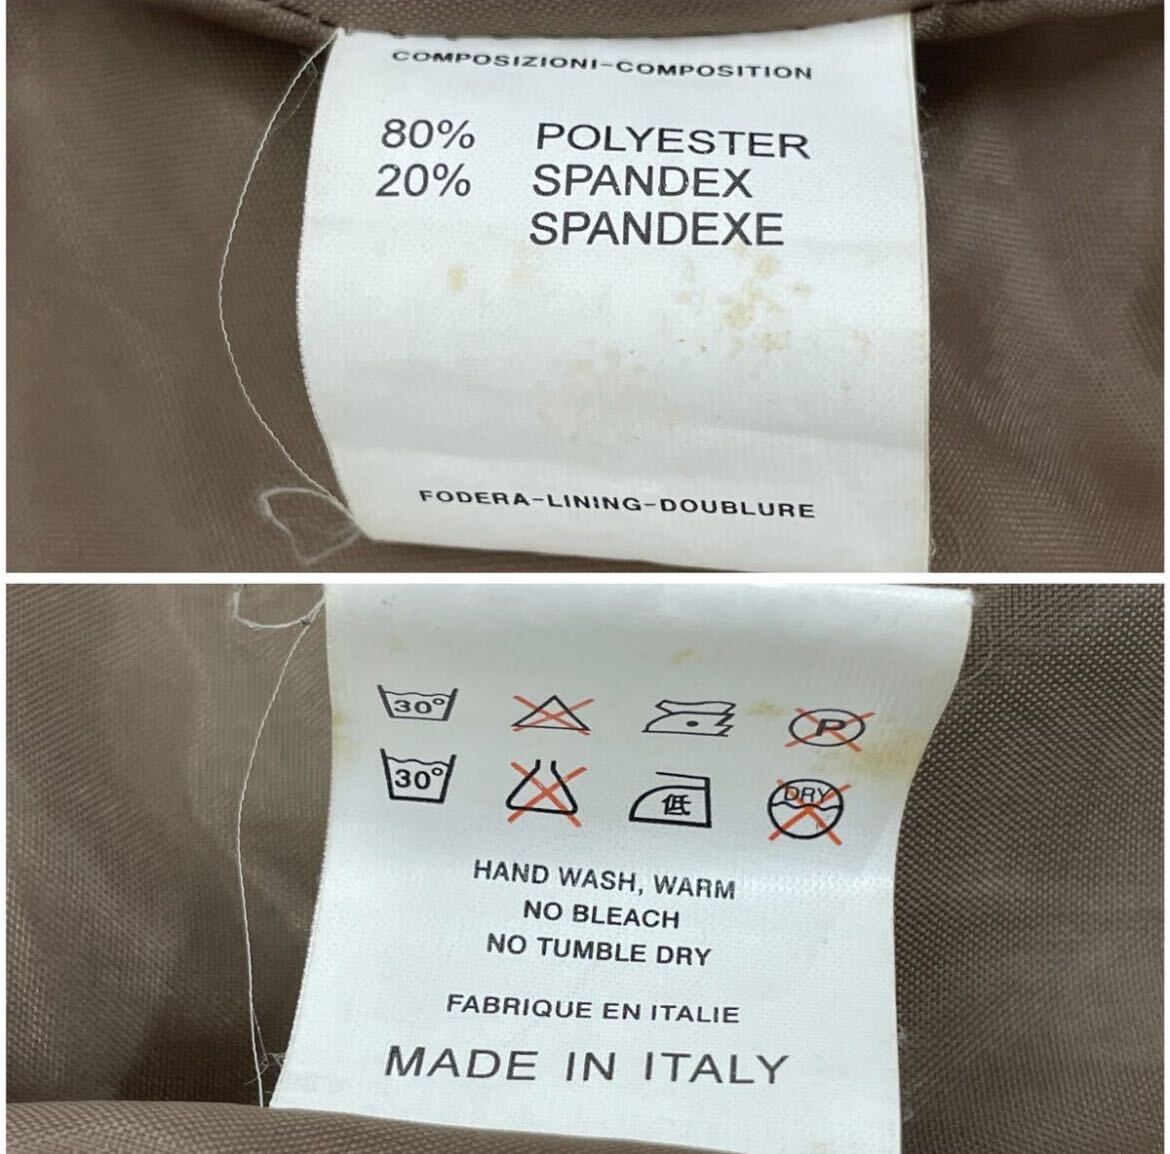 COMPOSIZIONI-COMPOSITION
80% POLYESTER
20% SPANDEX
SPANDEXE
FODERA-LINING-DOUBLURE
30° P
30° 低 DRY
HAND WASH, WARM
NO BLEACH
NO TUMBLE DRY
FABRIQUE EN ITALIE
MADE IN ITALY